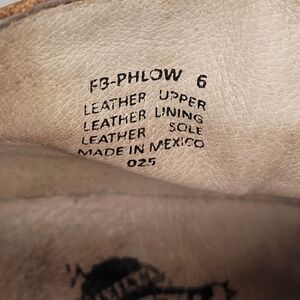 FB-PHLOW 6
LEATHER UPPER
LEATHER LINING
LEATHER SOLE
MADE IN MEXICO
025